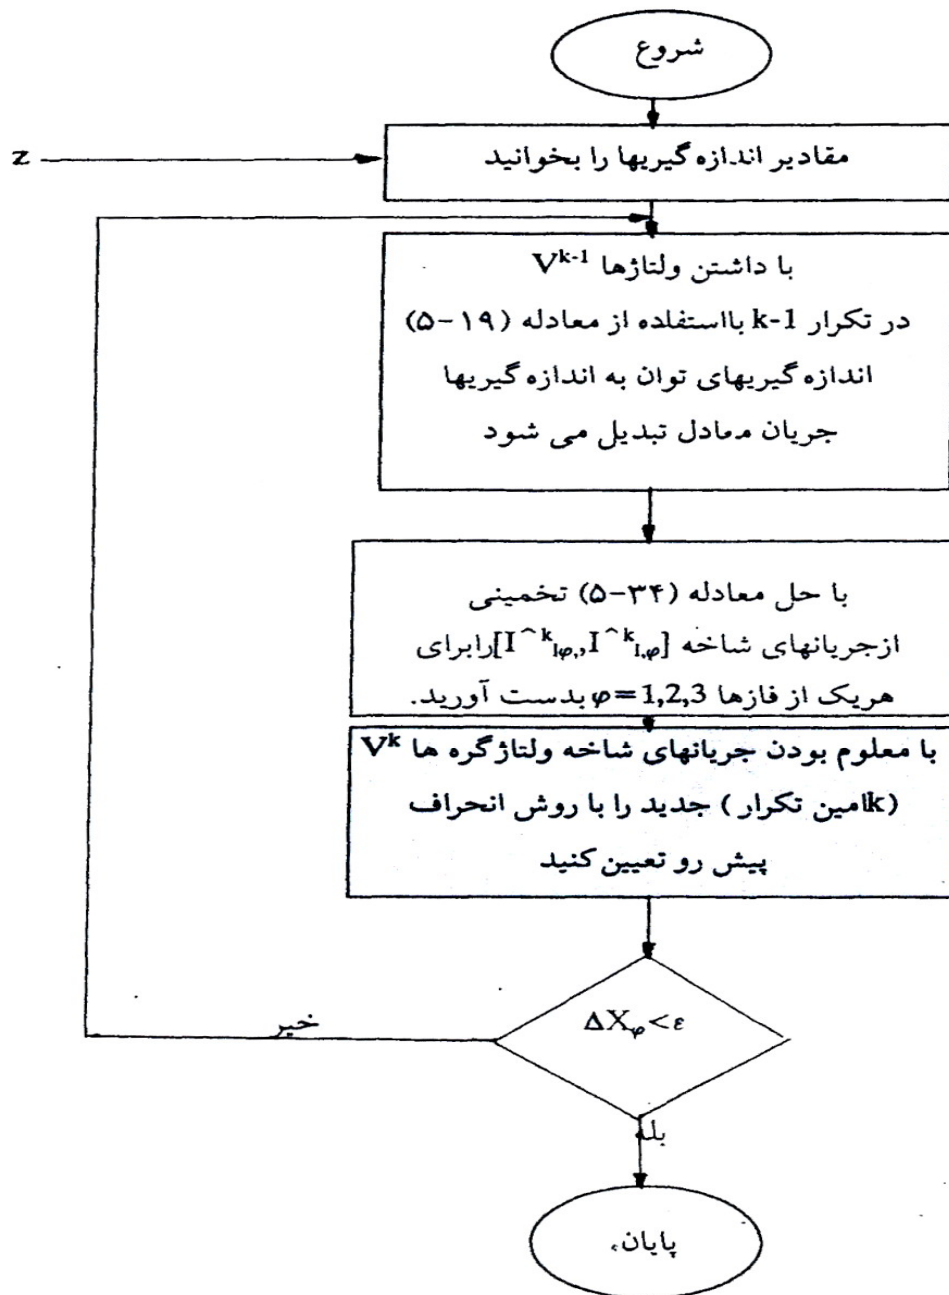 شروع
z
مقادیر اندازه گیریها را بخوانید
با داشتن ولتاژها V^k-1
در تکرار k-1 بااستفاده از معادله (۵-۱۹)
اندازه گیریهای توان به اندازه گیریها
جریان معادل تبدیل می شود
با حل معادله (۵-۳۴) تخمینی
ازجریانهای شاخه [I^^k_lφ,,I^^k_l,φ]رابرای
هریک از فازها φ=1,2,3 بدست آورید.
با معلوم بودن جریانهای شاخه ولتاژگره ها V^k
(kامین تکرار) جدید را با روش انحراف
پیش رو تعیین کنید
ΔX_φ<ε
خیر
بله
پایان